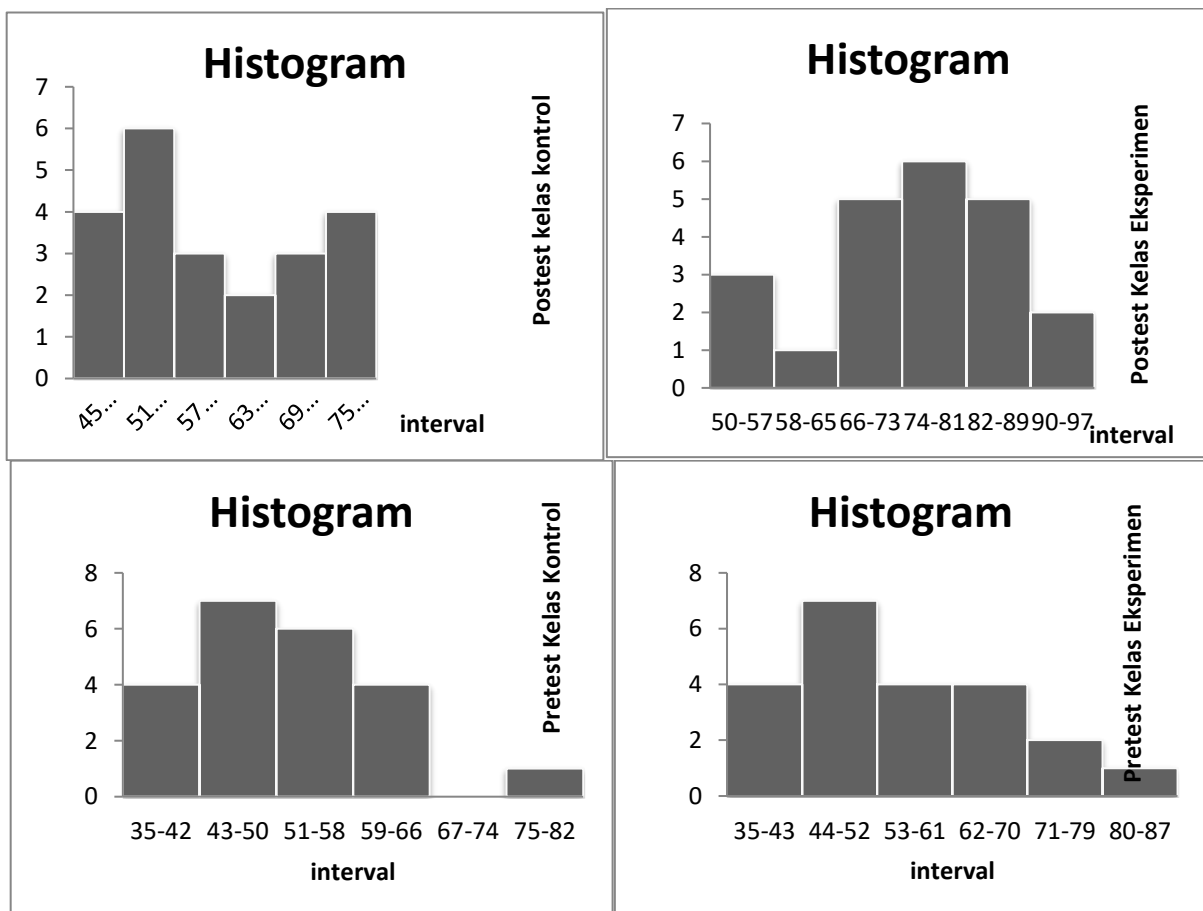 Histogram
7
6
5
4
3
2
1
0
45...
51...
57...
63...
69...
75...
interval
Postest kelas kontrol
Histogram
7
6
5
4
3
2
1
0
50-57 58-65 66-73 74-81 82-89 90-97
interval
Postest Kelas Eksperimen
Histogram
8
6
4
2
0
35-42 43-50 51-58 59-66 67-74 75-82
interval
Pretest Kelas Kontrol
Histogram
8
6
4
2
0
35-43 44-52 53-61 62-70 71-79 80-87
interval
Pretest Kelas Eksperimen